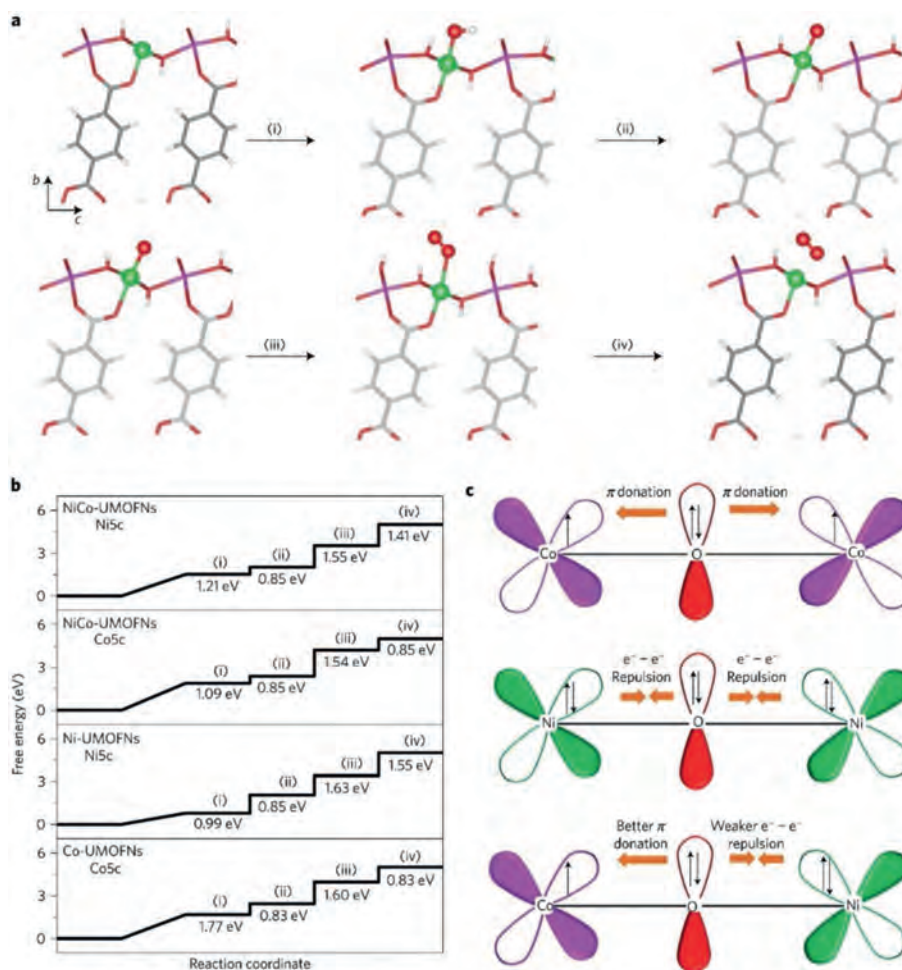 a
(i)
(ii)
b
c
(iii)
(iv)
b
NiCo-UMOFNs
Ni5c
(i)
1.21 eV
(ii)
0.85 eV
(iii)
1.55 eV
(iv)
1.41 eV
6
3
0
NiCo-UMOFNs
Co5c
(i)
1.09 eV
(ii)
0.85 eV
(iii)
1.54 eV
(iv)
0.85 eV
6
3
0
Ni-UMOFNs
Ni5c
(i)
0.99 eV
(ii)
0.85 eV
(iii)
1.63 eV
(iv)
1.55 eV
6
3
0
Co-UMOFNs
Co5c
(i)
1.77 eV
(ii)
0.83 eV
(iii)
1.60 eV
(iv)
0.83 eV
6
3
0
Free energy (eV)
Reaction coordinate
c
π donation
π donation
Co
O
Co
e⁻ – e⁻
Repulsion
e⁻ – e⁻
Repulsion
Ni
O
Ni
Better π
donation
Weaker e⁻ – e⁻
repulsion
Co
O
Ni